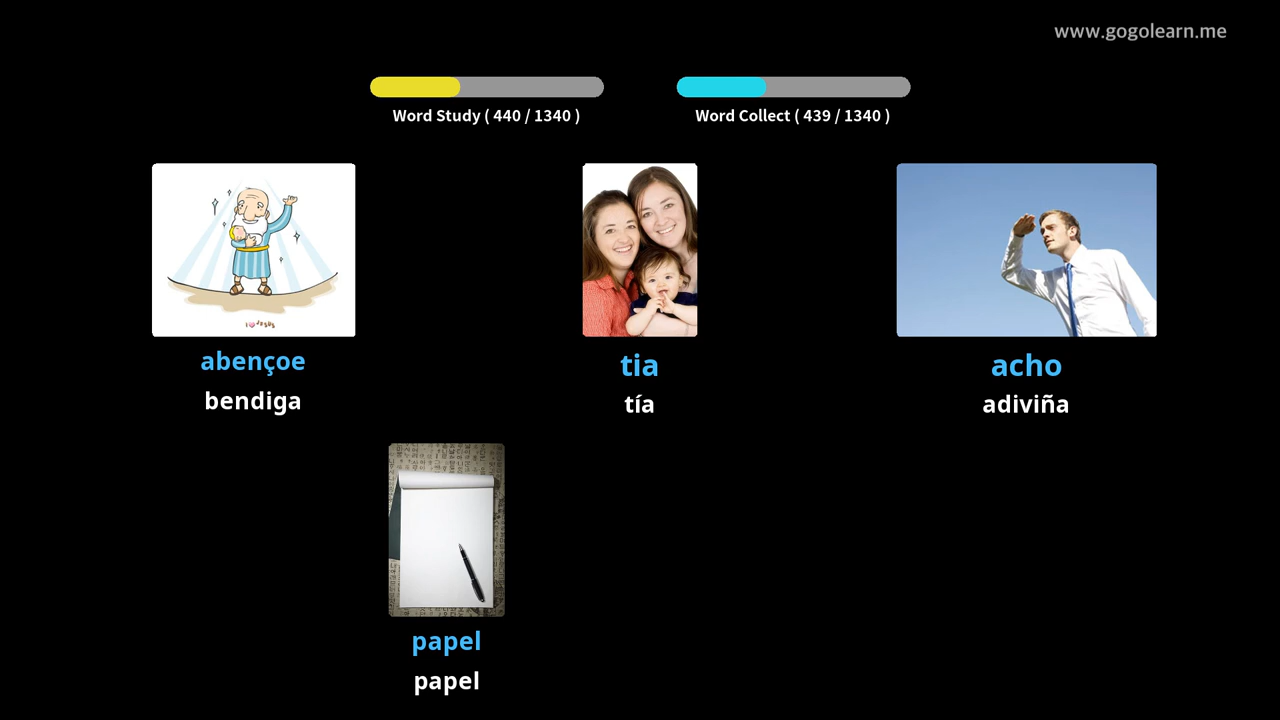 www.gogolearn.me
Word Study ( 440 / 1340 )
Word Collect ( 439 / 1340 )
abençoe
bendiga
tia
tía
acho
adiviña
papel
papel